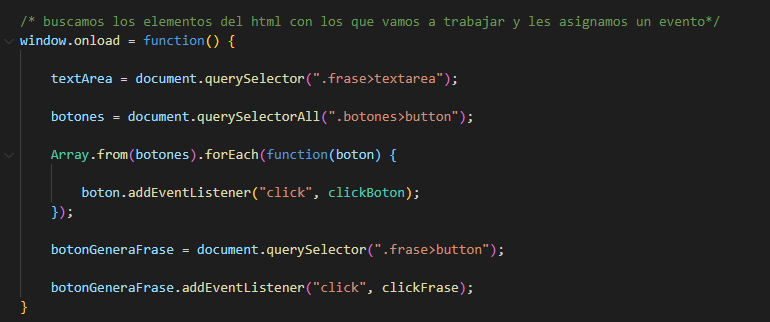 /* buscamos los elementos del html con los que vamos a trabajar y les asignamos un evento*/
window.onload = function() {
textArea = document.querySelector(".frase>textarea");
botones = document.querySelectorAll(".botones>button");
Array.from(botones).forEach(function(boton) {
boton.addEventListener("click", clickBoton);
});
botonGeneraFrase = document.querySelector(".frase>button");
botonGeneraFrase.addEventListener("click", clickFrase);
}